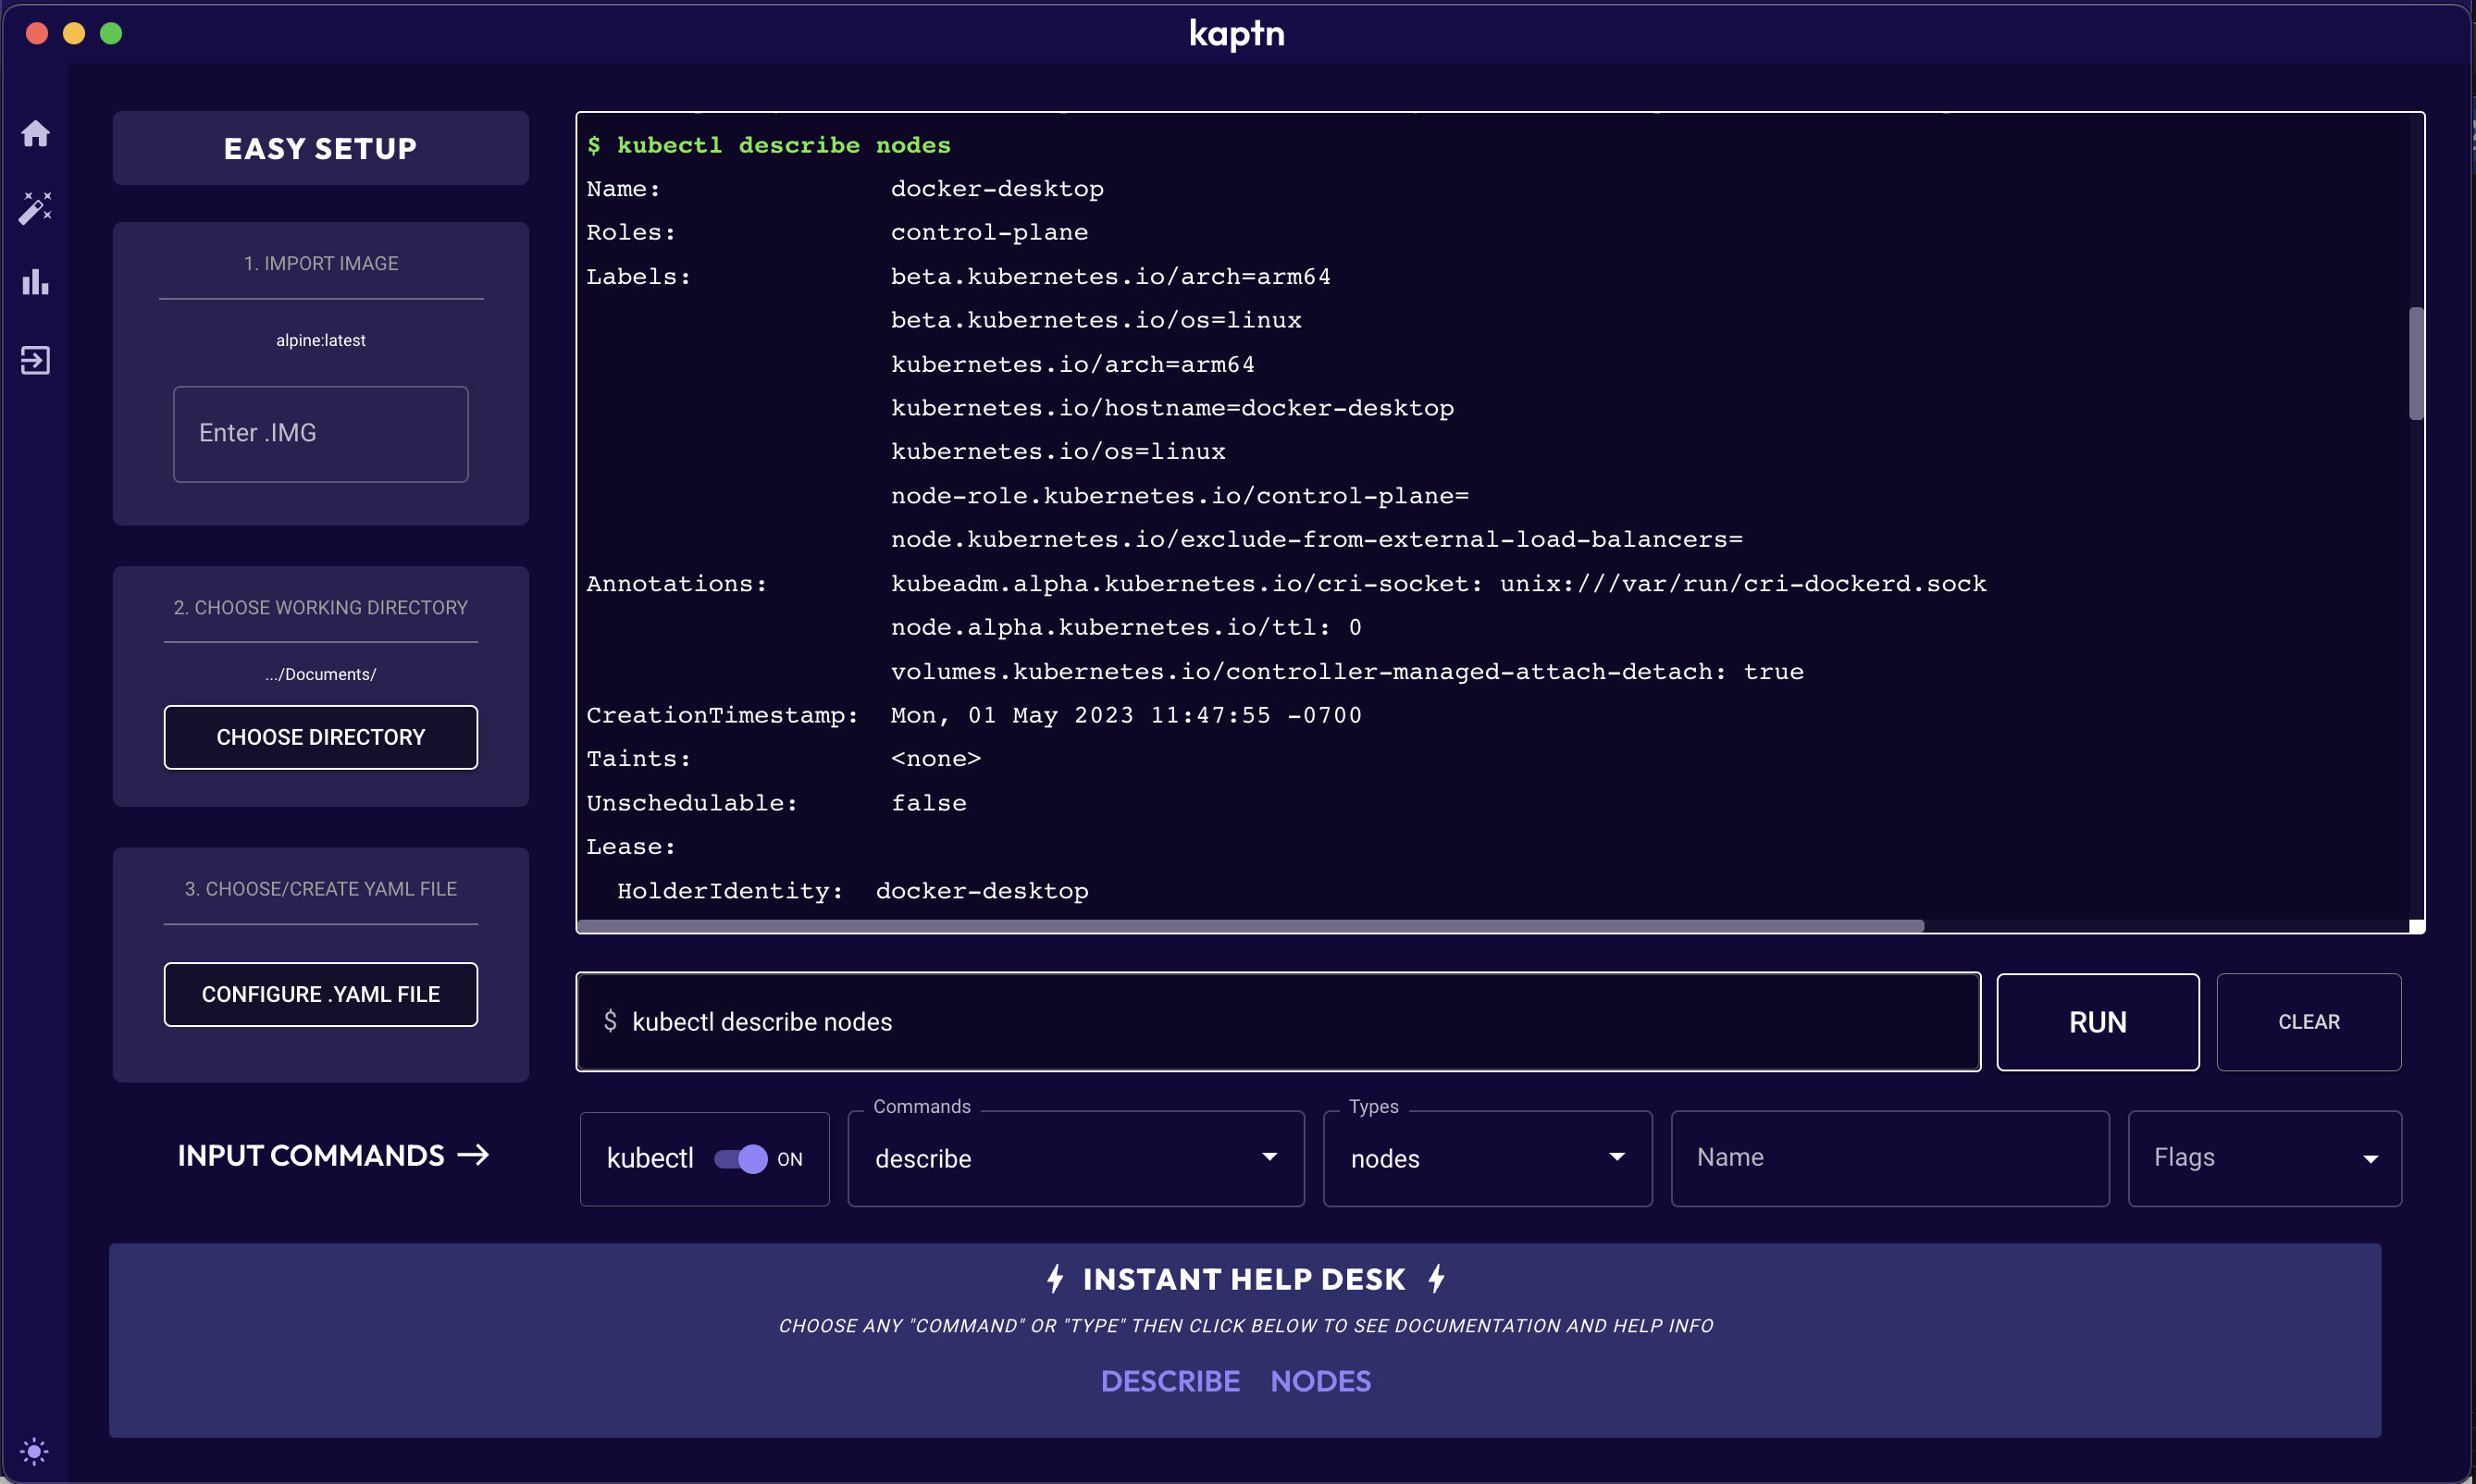 kaptn
EASY SETUP
1. IMPORT IMAGE
alpine:latest
Enter .IMG
2. CHOOSE WORKING DIRECTORY
.../Documents/
CHOOSE DIRECTORY
3. CHOOSE/CREATE YAML FILE
CONFIGURE .YAML FILE
$ kubectl describe nodes
Name: docker-desktop
Roles: control-plane
Labels: beta.kubernetes.io/arch=arm64
beta.kubernetes.io/os=linux
kubernetes.io/arch=arm64
kubernetes.io/hostname=docker-desktop
kubernetes.io/os=linux
node-role.kubernetes.io/control-plane=
node.kubernetes.io/exclude-from-external-load-balancers=
Annotations: kubeadm.alpha.kubernetes.io/cri-socket: unix:///var/run/cri-dockerd.sock
node.alpha.kubernetes.io/ttl: 0
volumes.kubernetes.io/controller-managed-attach-detach: true
CreationTimestamp: Mon, 01 May 2023 11:47:55 -0700
Taints: <none>
Unschedulable: false
Lease:
HolderIdentity: docker-desktop
$ kubectl describe nodes
RUN
CLEAR
INPUT COMMANDS →
kubectl ON
Commands
describe
Types
nodes
Name
Flags
INSTANT HELP DESK
CHOOSE ANY "COMMAND" OR "TYPE" THEN CLICK BELOW TO SEE DOCUMENTATION AND HELP INFO
DESCRIBE NODES